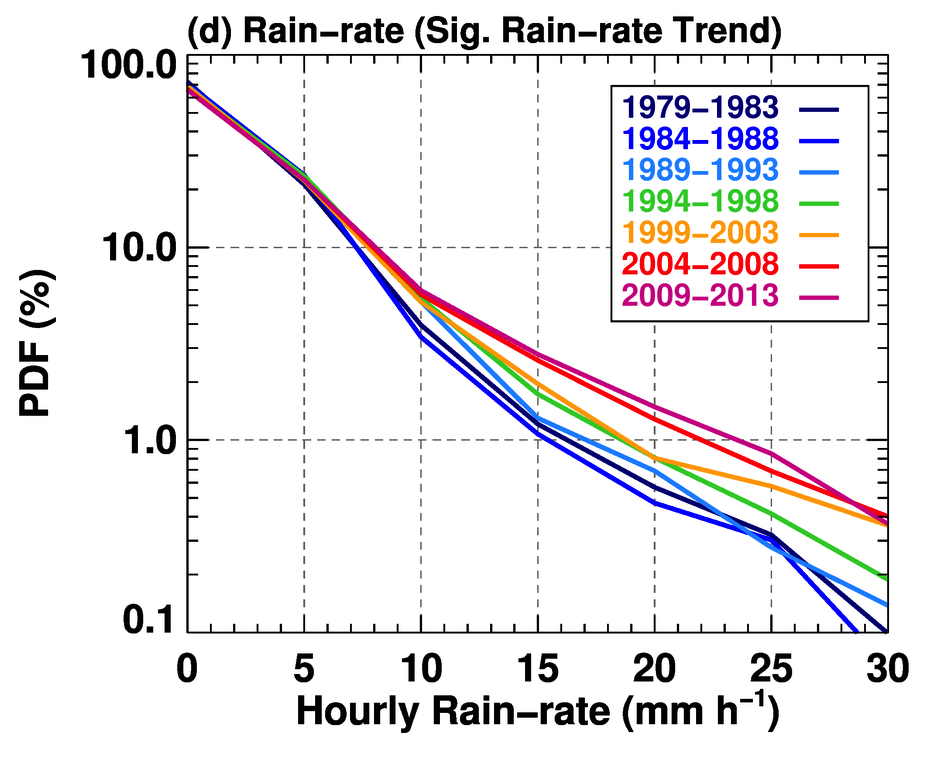 (d) Rain−rate (Sig. Rain−rate Trend)
100.0
10.0
1.0
0.1
PDF (%)
1979−1983
1984−1988
1989−1993
1994−1998
1999−2003
2004−2008
2009−2013
0 5 10 15 20 25 30
Hourly Rain−rate (mm h⁻¹)